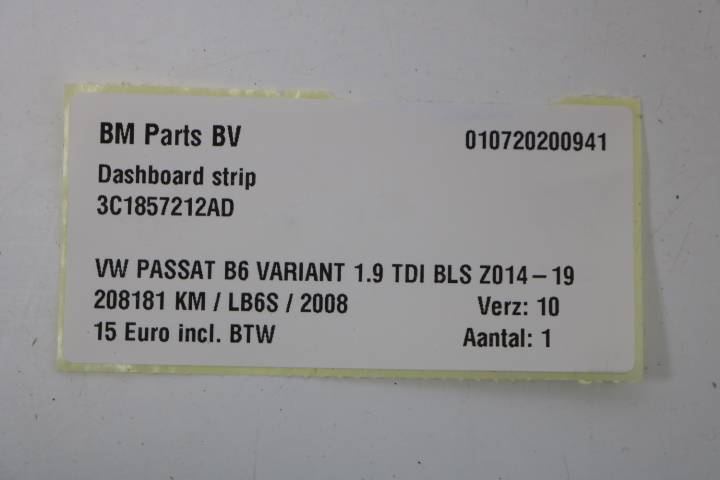 BM Parts BV 010720200941
Dashboard strip
3C1857212AD
VW PASSAT B6 VARIANT 1.9 TDI BLS Z014-19
208181 KM / LB6S / 2008 Verz: 10
15 Euro incl. BTW Aantal: 1